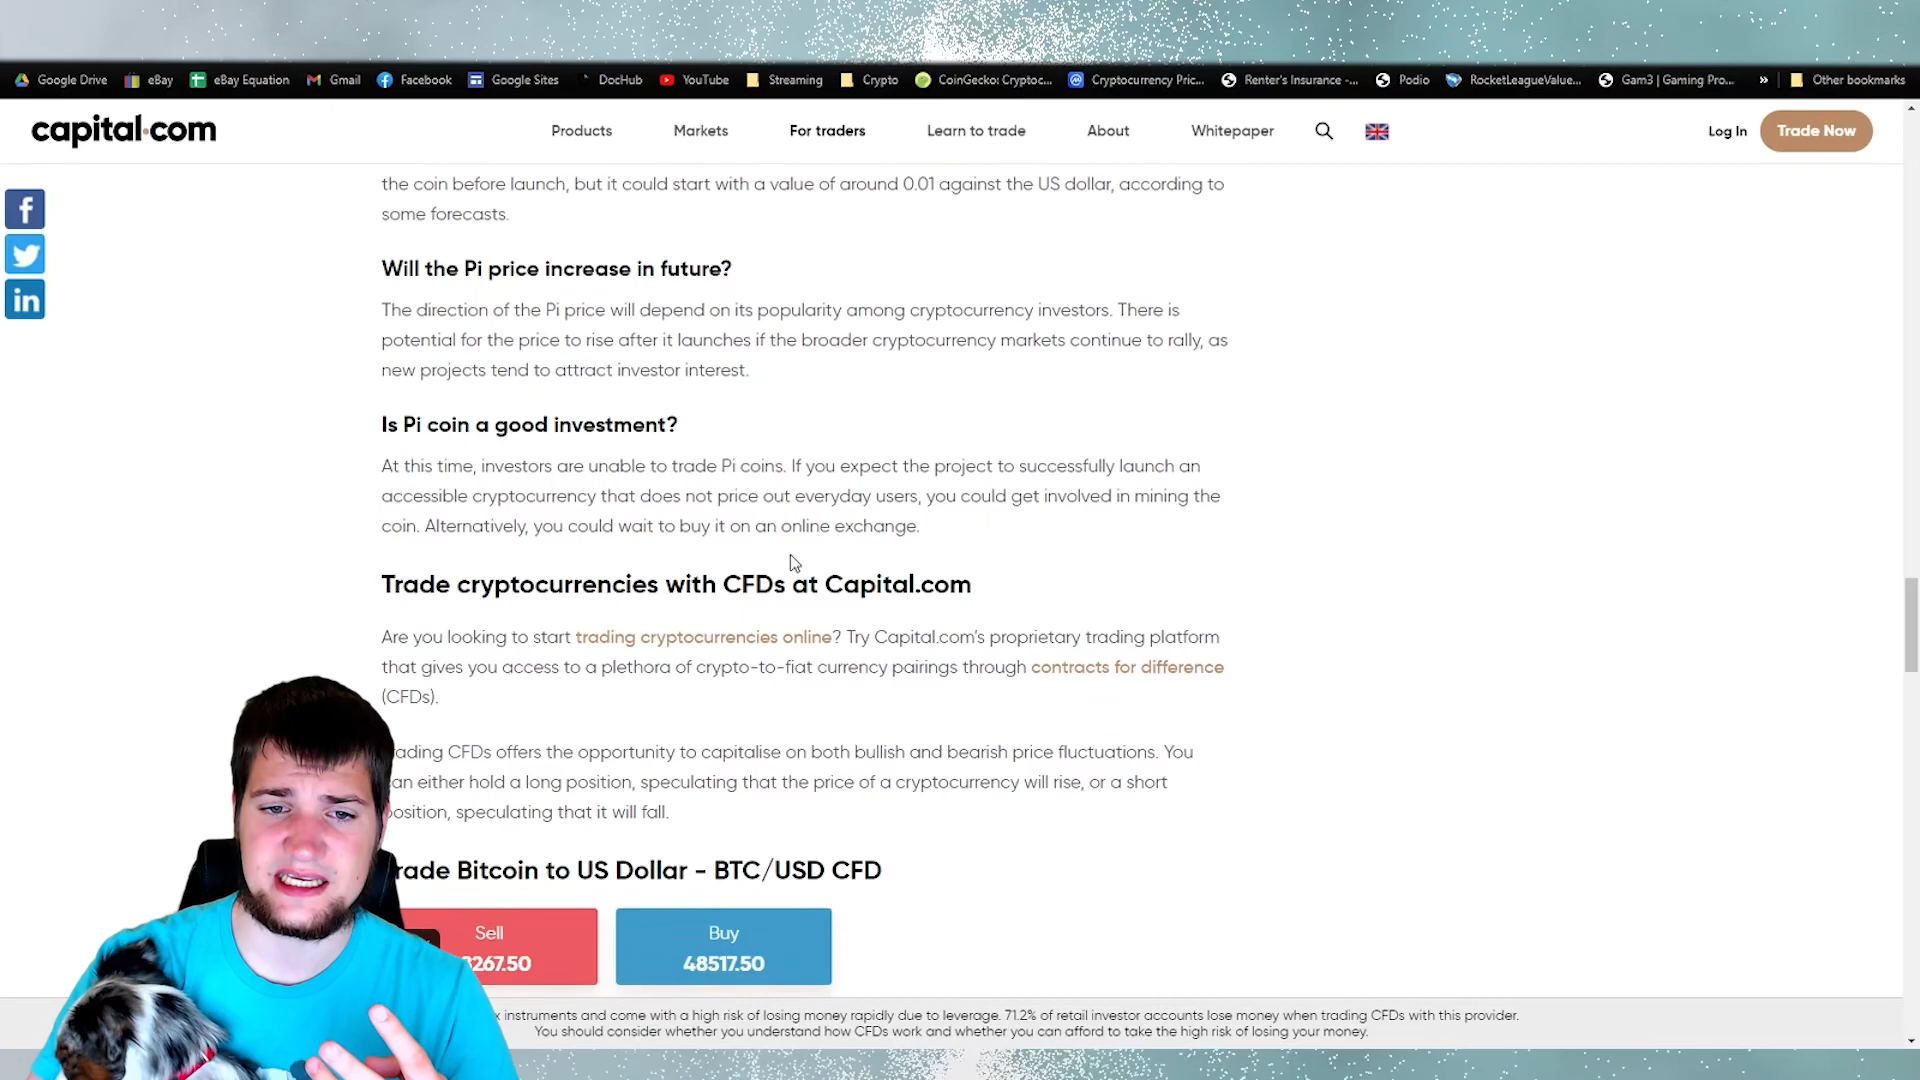 Google Drive eBay eBay Equation Gmail Facebook Google Sites DocHub YouTube Streaming Crypto CoinGecko: Cryptoc... Cryptocurrency Pric... Renter's Insurance -... Podio RocketLeagueValue... Gam3 | Gaming Pro... » Other bookmarks
capital.com Products Markets For traders Learn to trade About Whitepaper Log In Trade Now
the coin before launch, but it could start with a value of around 0.01 against the US dollar, according to
some forecasts.
Will the Pi price increase in future?
The direction of the Pi price will depend on its popularity among cryptocurrency investors. There is
potential for the price to rise after it launches if the broader cryptocurrency markets continue to rally, as
new projects tend to attract investor interest.
Is Pi coin a good investment?
At this time, investors are unable to trade Pi coins. If you expect the project to successfully launch an
accessible cryptocurrency that does not price out everyday users, you could get involved in mining the
coin. Alternatively, you could wait to buy it on an online exchange.
Trade cryptocurrencies with CFDs at Capital.com
Are you looking to start trading cryptocurrencies online? Try Capital.com's proprietary trading platform
that gives you access to a plethora of crypto-to-fiat currency pairings through contracts for difference
(CFDs).
rading CFDs offers the opportunity to capitalise on both bullish and bearish price fluctuations. You
an either hold a long position, speculating that the price of a cryptocurrency will rise, or a short
osition, speculating that it will fall.
rade Bitcoin to US Dollar - BTC/USD CFD
Sell Buy
267.50 48517.50
x instruments and come with a high risk of losing money rapidly due to leverage. 71.2% of retail investor accounts lose money when trading CFDs with this provider.
You should consider whether you understand how CFDs work and whether you can afford to take the high risk of losing your money.